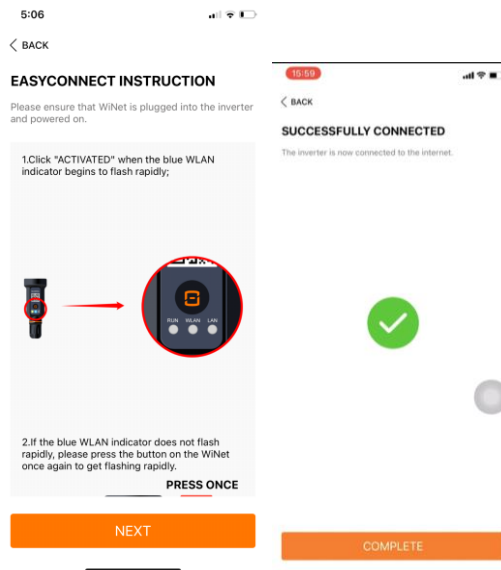 5:06
BACK
EASYCONNECT INSTRUCTION
Please ensure that WiNet is plugged into the inverter
and powered on.
1.Click "ACTIVATED" when the blue WLAN
indicator begins to flash rapidly;
RUN WLAN LAN
2.If the blue WLAN indicator does not flash
rapidly, please press the button on the WiNet
once again to get flashing rapidly.
PRESS ONCE
NEXT
15:59
BACK
SUCCESSFULLY CONNECTED
The inverter is now connected to the internet.
COMPLETE